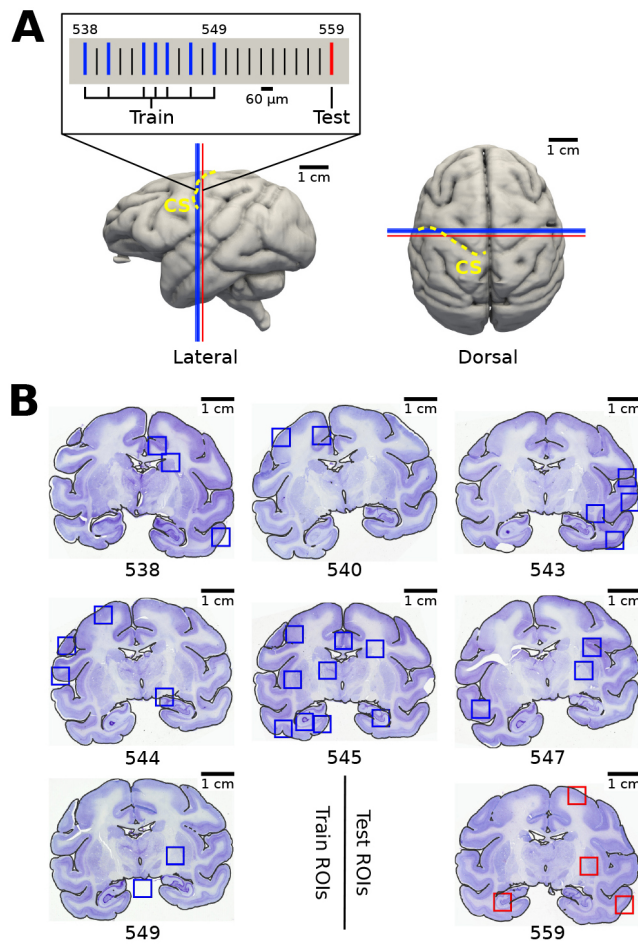 A
538 549 559
60 µm
Train Test
1 cm
CS
1 cm
CS
Lateral Dorsal
B
1 cm 1 cm 1 cm
538 540 543
1 cm 1 cm 1 cm
544 545 547
1 cm 1 cm
Train ROIs
Test ROIs
549 559